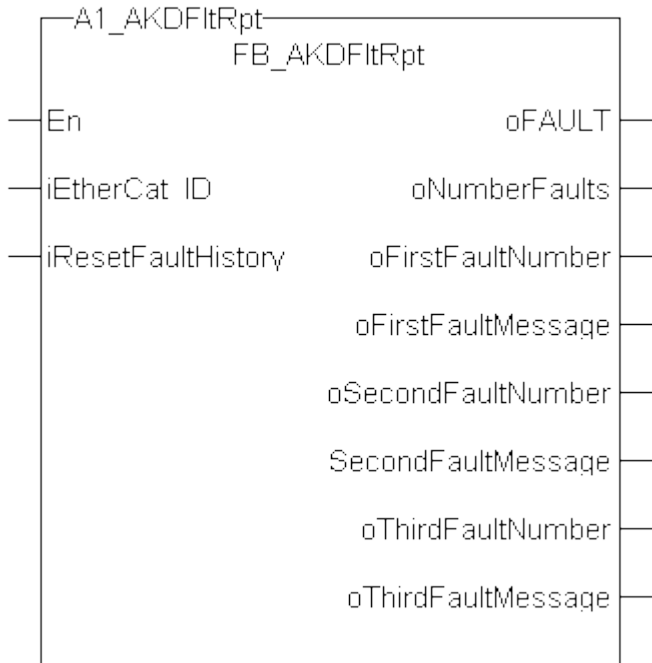 A1_AKDFltRpt
FB_AKDFltRpt
En oFAULT
iEtherCat_ID oNumberFaults
iResetFaultHistory oFirstFaultNumber
oFirstFaultMessage
oSecondFaultNumber
SecondFaultMessage
oThirdFaultNumber
oThirdFaultMessage